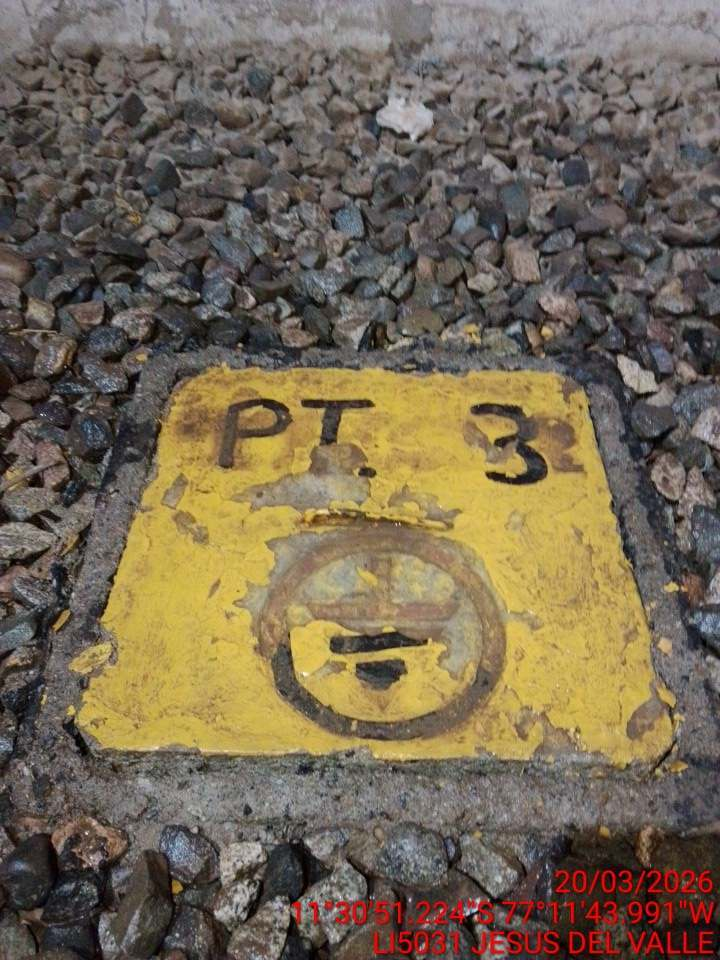 PT. 3
20/03/2026
11°30'51.224"S 77°11'43.991"W
LI5031 JESUS DEL VALLE